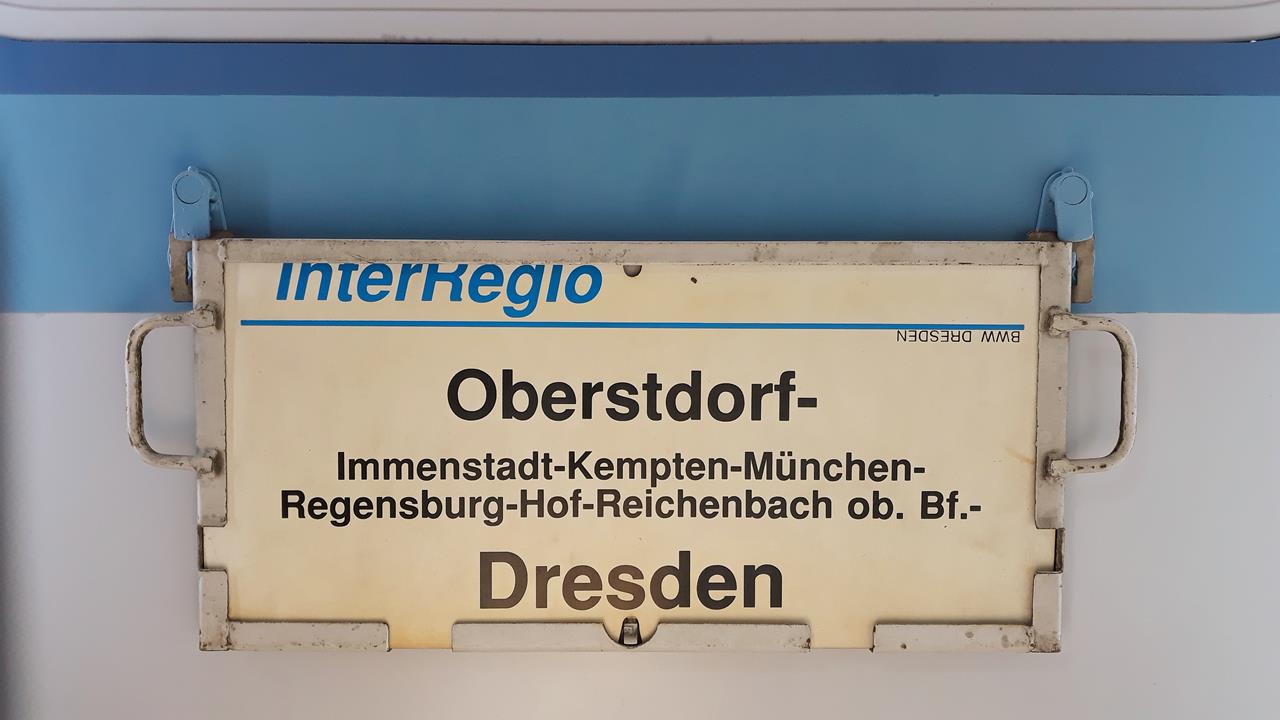 InterRegio
BWW DRESDEN
Oberstdorf-
Immenstadt-Kempten-München-
Regensburg-Hof-Reichenbach ob. Bf.-
Dresden